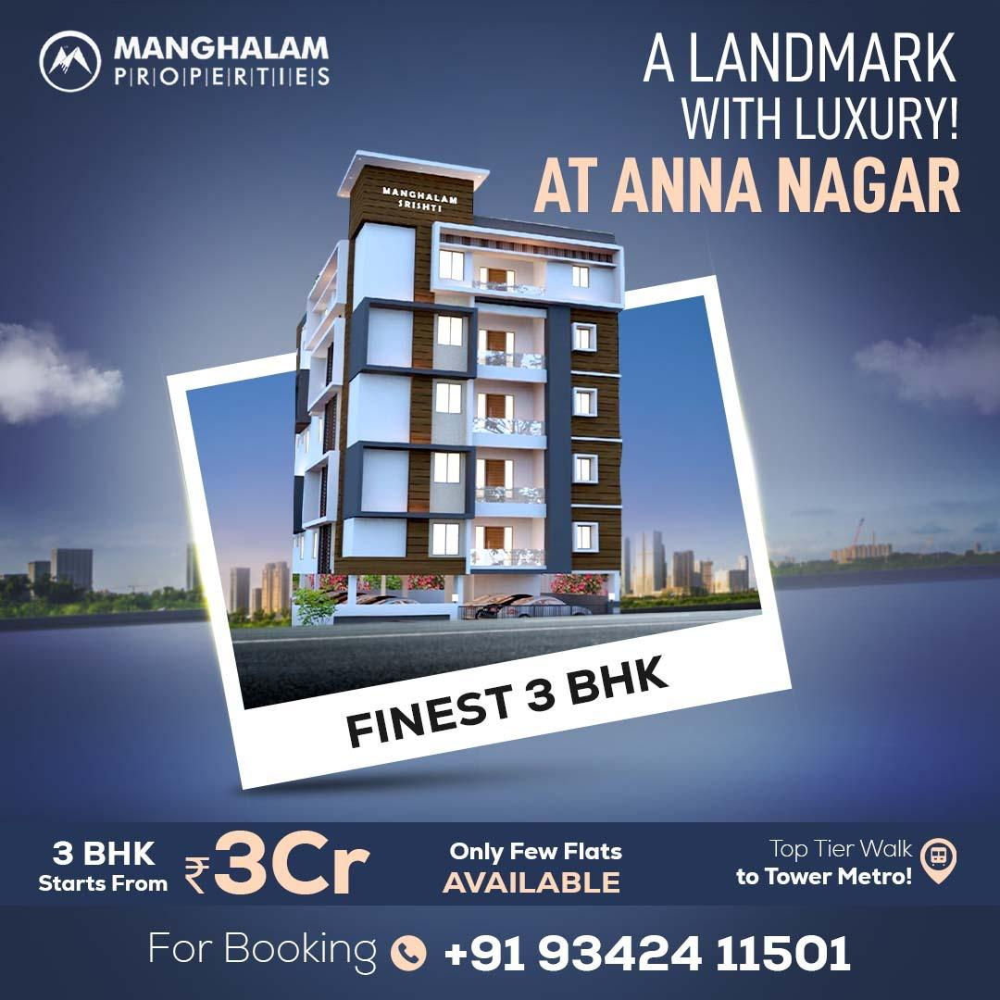 MANGHALAM
PROPERTIES
A LANDMARK
WITH LUXURY!
AT ANNA NAGAR
MANGHALAM
SRISHTI
FINEST 3 BHK
3 BHK
Starts From
₹3Cr
Only Few Flats
AVAILABLE
Top Tier Walk
to Tower Metro!
For Booking +91 93424 11501